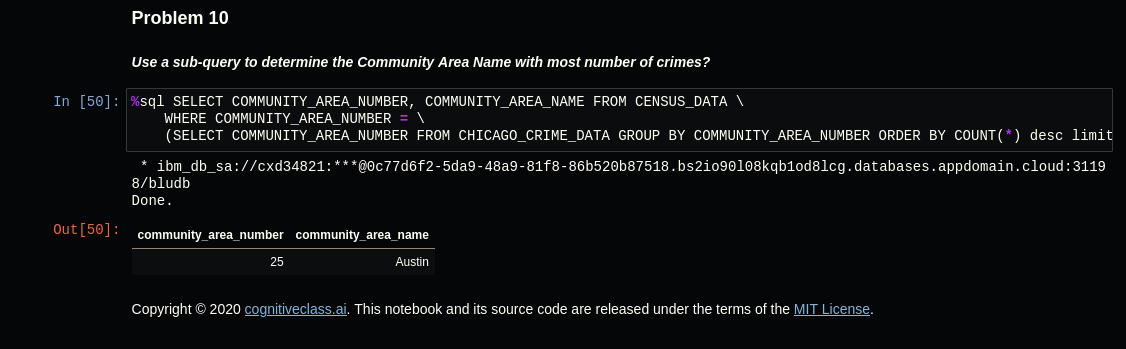 Problem 10
Use a sub-query to determine the Community Area Name with most number of crimes?
In [50]: %sql SELECT COMMUNITY_AREA_NUMBER, COMMUNITY_AREA_NAME FROM CENSUS_DATA \
WHERE COMMUNITY_AREA_NUMBER = \
(SELECT COMMUNITY_AREA_NUMBER FROM CHICAGO_CRIME_DATA GROUP BY COMMUNITY_AREA_NUMBER ORDER BY COUNT(*) desc limit
* ibm_db_sa://cxd34821:***@0c77d6f2-5da9-48a9-81f8-86b520b87518.bs2io90l08kqb1od8lcg.databases.appdomain.cloud:3119
8/bludb
Done.
Out[50]:
community_area_number community_area_name
25 Austin
Copyright © 2020 cognitiveclass.ai. This notebook and its source code are released under the terms of the MIT License.